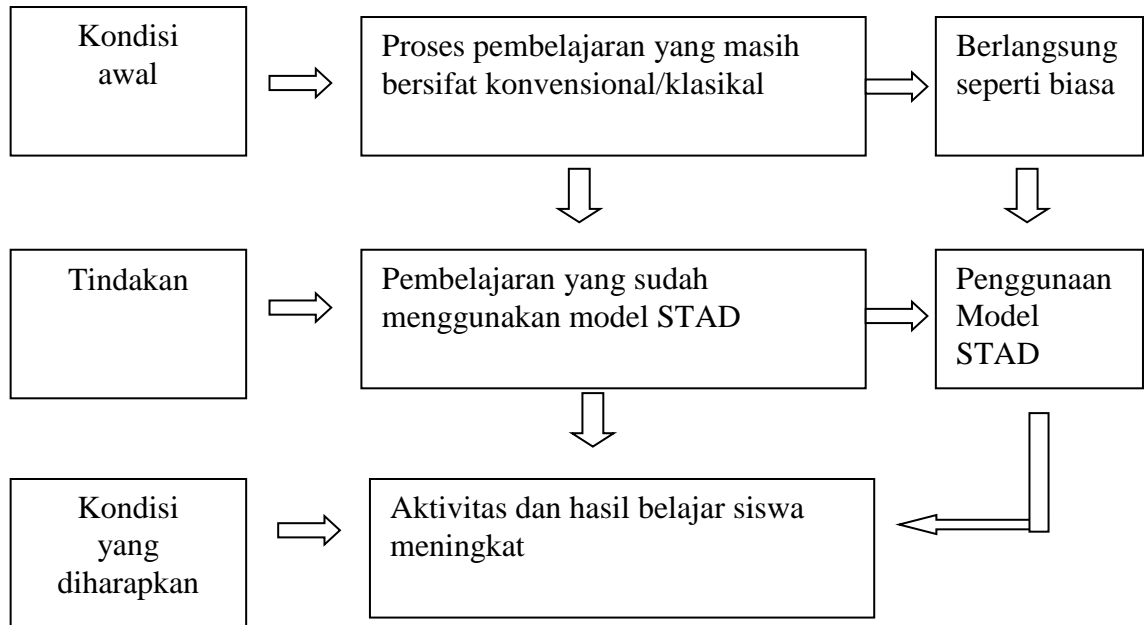 Kondisi
awal
Proses pembelajaran yang masih
bersifat konvensional/klasikal
Berlangsung
seperti biasa
Tindakan
Pembelajaran yang sudah
menggunakan model STAD
Penggunaan
Model
STAD
Kondisi
yang
diharapkan
Aktivitas dan hasil belajar siswa
meningkat